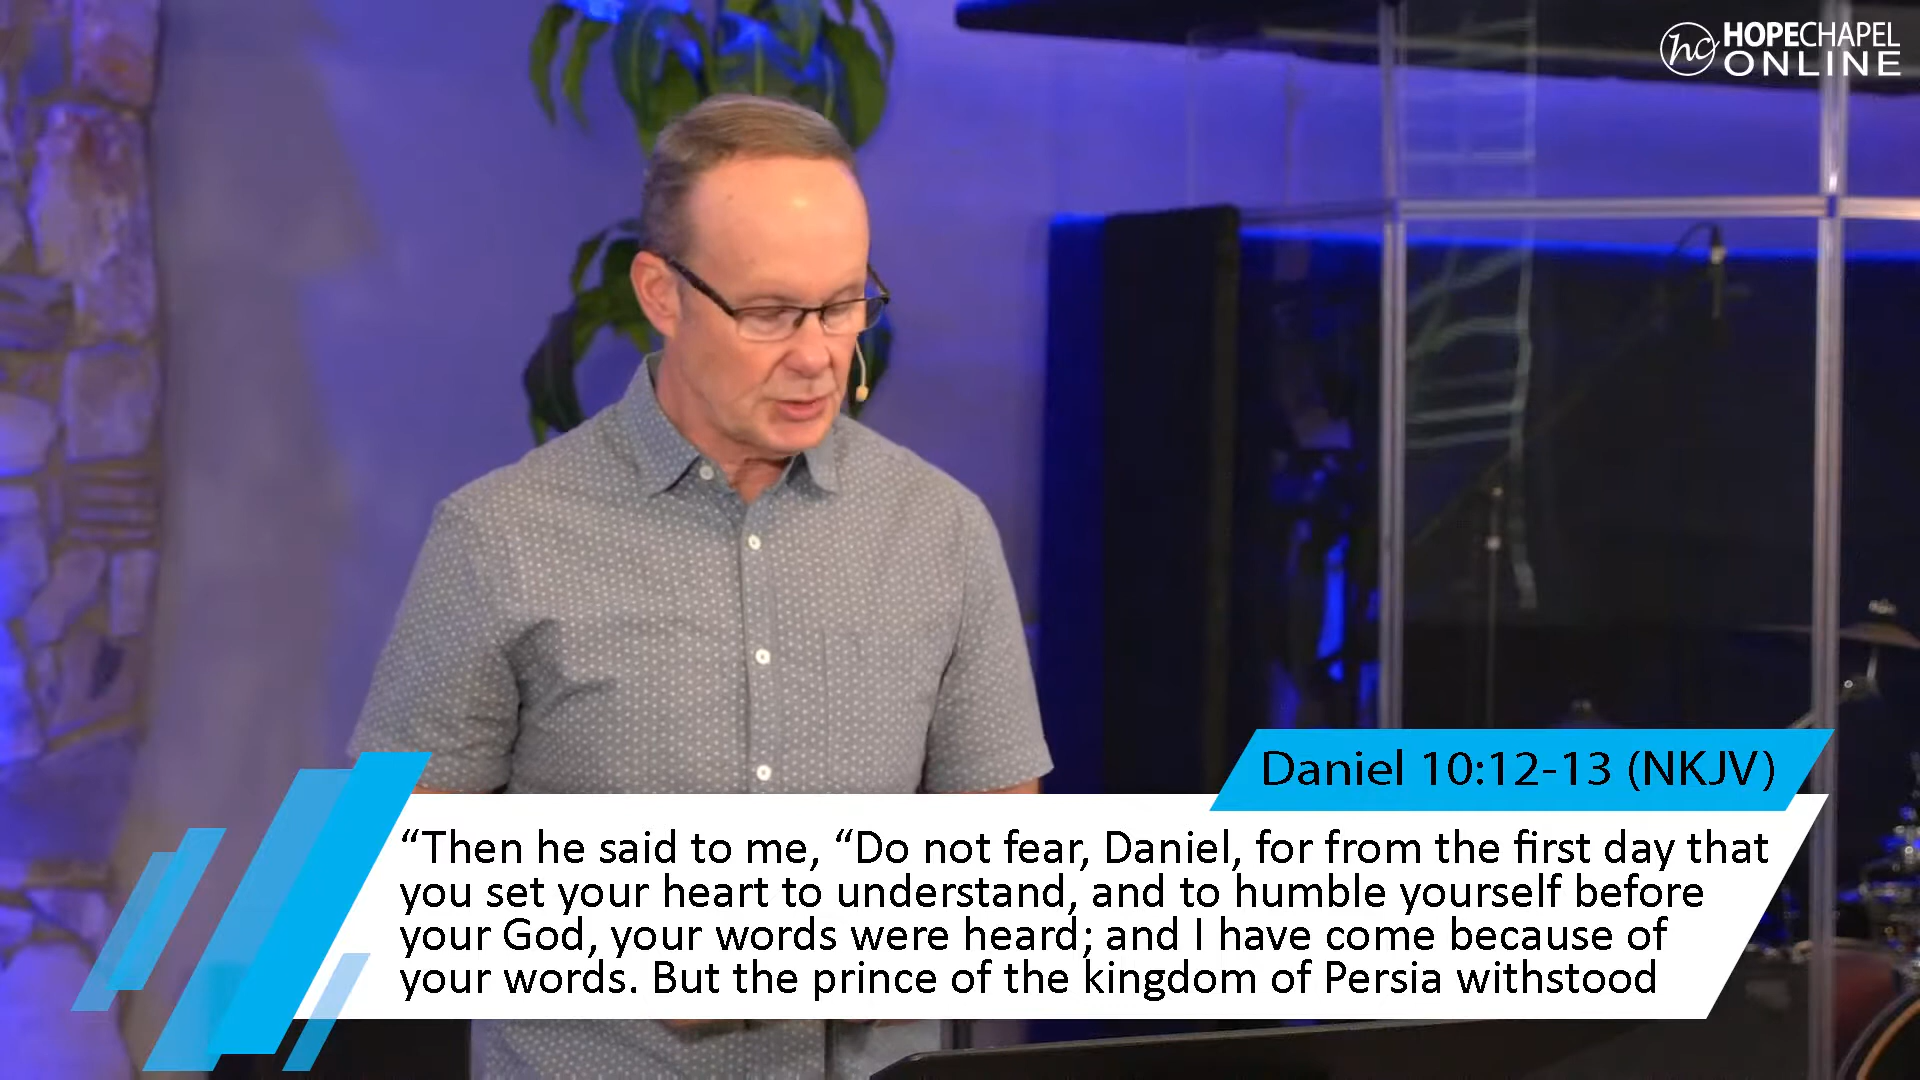 hc HOPECHAPEL
ONLINE
Daniel 10:12-13 (NKJV)
“Then he said to me, “Do not fear, Daniel, for from the first day that
you set your heart to understand, and to humble yourself before
your God, your words were heard; and I have come because of
your words. But the prince of the kingdom of Persia withstood